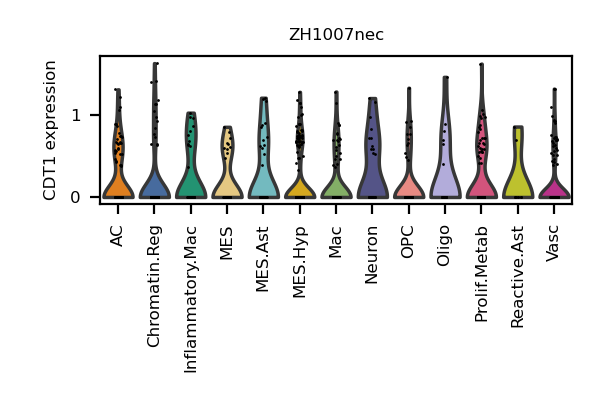 ZH1007nec
CDT1 expression
1
0
AC
Chromatin.Reg
Inflammatory.Mac
MES
MES.Ast
MES.Hyp
Mac
Neuron
OPC
Oligo
Prolif.Metab
Reactive.Ast
Vasc